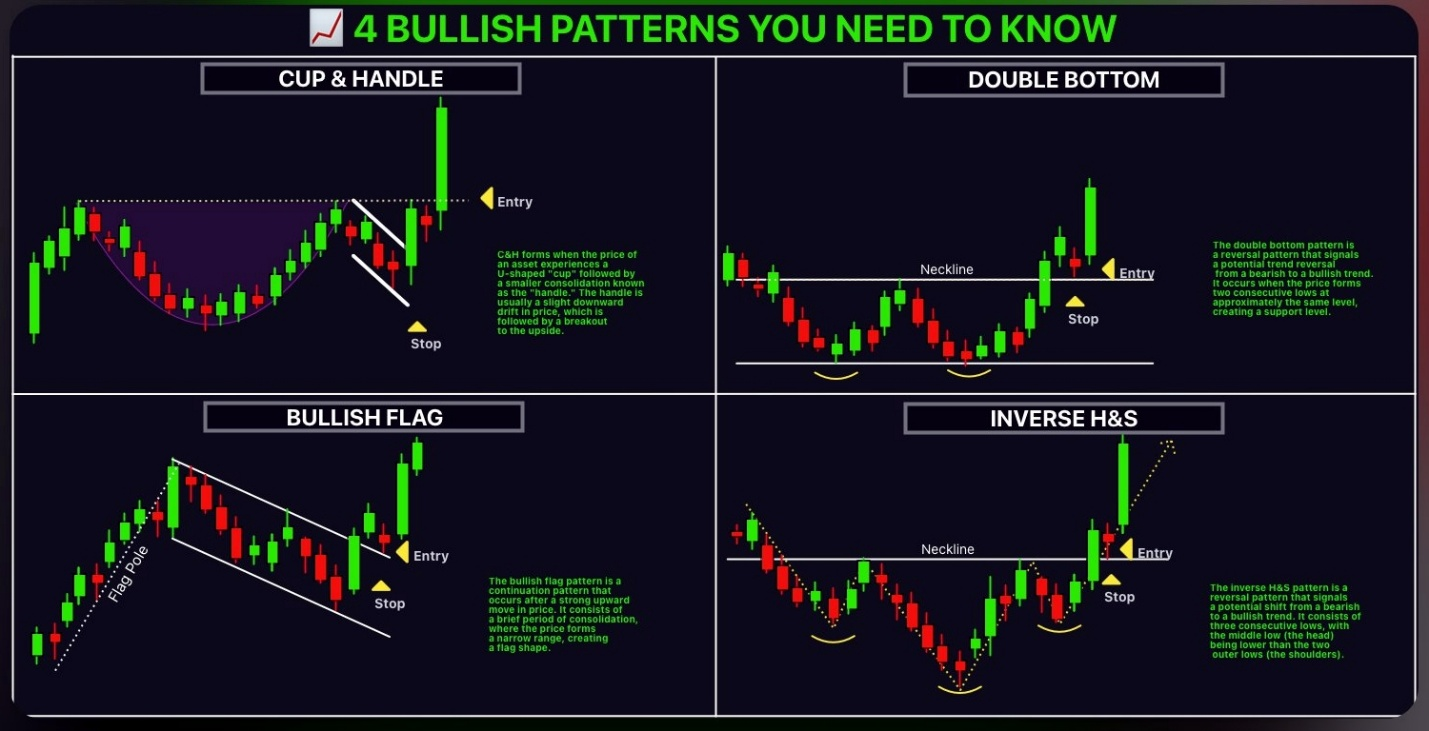 📈 4 BULLISH PATTERNS YOU NEED TO KNOW
CUP & HANDLE
Entry
C&H forms when the price of
an asset experiences a
U-shaped "cup" followed by
a smaller consolidation known
as the "handle." The handle is
usually a slight downward
drift in price, which is
followed by a breakout
to the upside.
Stop
DOUBLE BOTTOM
Neckline
Entry
Stop
The double bottom pattern is
a reversal pattern that signals
a potential trend reversal
from a bearish to a bullish trend.
It occurs when the price forms
two consecutive lows at
approximately the same level,
creating a support level.
BULLISH FLAG
Flag Pole
Entry
Stop
The bullish flag pattern is a
continuation pattern that
occurs after a strong upward
move in price. It consists of
a brief period of consolidation,
where the price forms
a narrow range, creating
a flag shape.
INVERSE H&S
Neckline
Entry
Stop
The inverse H&S pattern is a
reversal pattern that signals
a potential shift from a bearish
to a bullish trend. It consists of
three consecutive lows, with
the middle low (the head)
being lower than the two
outer lows (the shoulders).